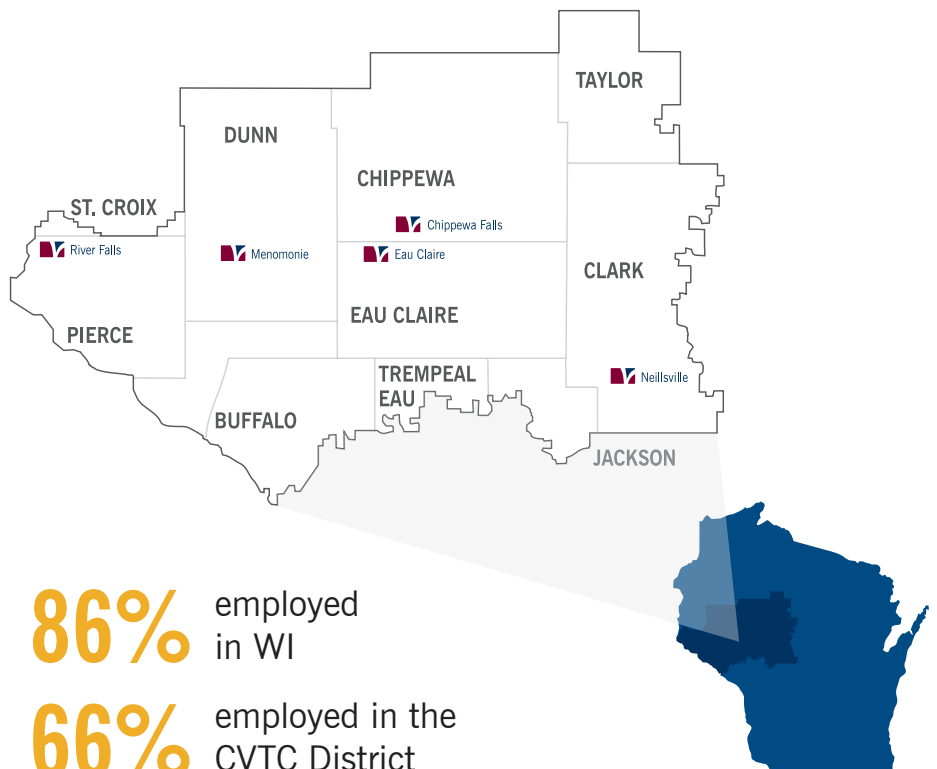 TAYLOR
DUNN
CHIPPEWA
ST. CROIX
Chippewa Falls
River Falls
Menomonie
Eau Claire
CLARK
EAU CLAIRE
PIERCE
TREMPEAL
EAU
Neillsville
BUFFALO
JACKSON
86% employed
in WI
66% employed in the
CVTC District